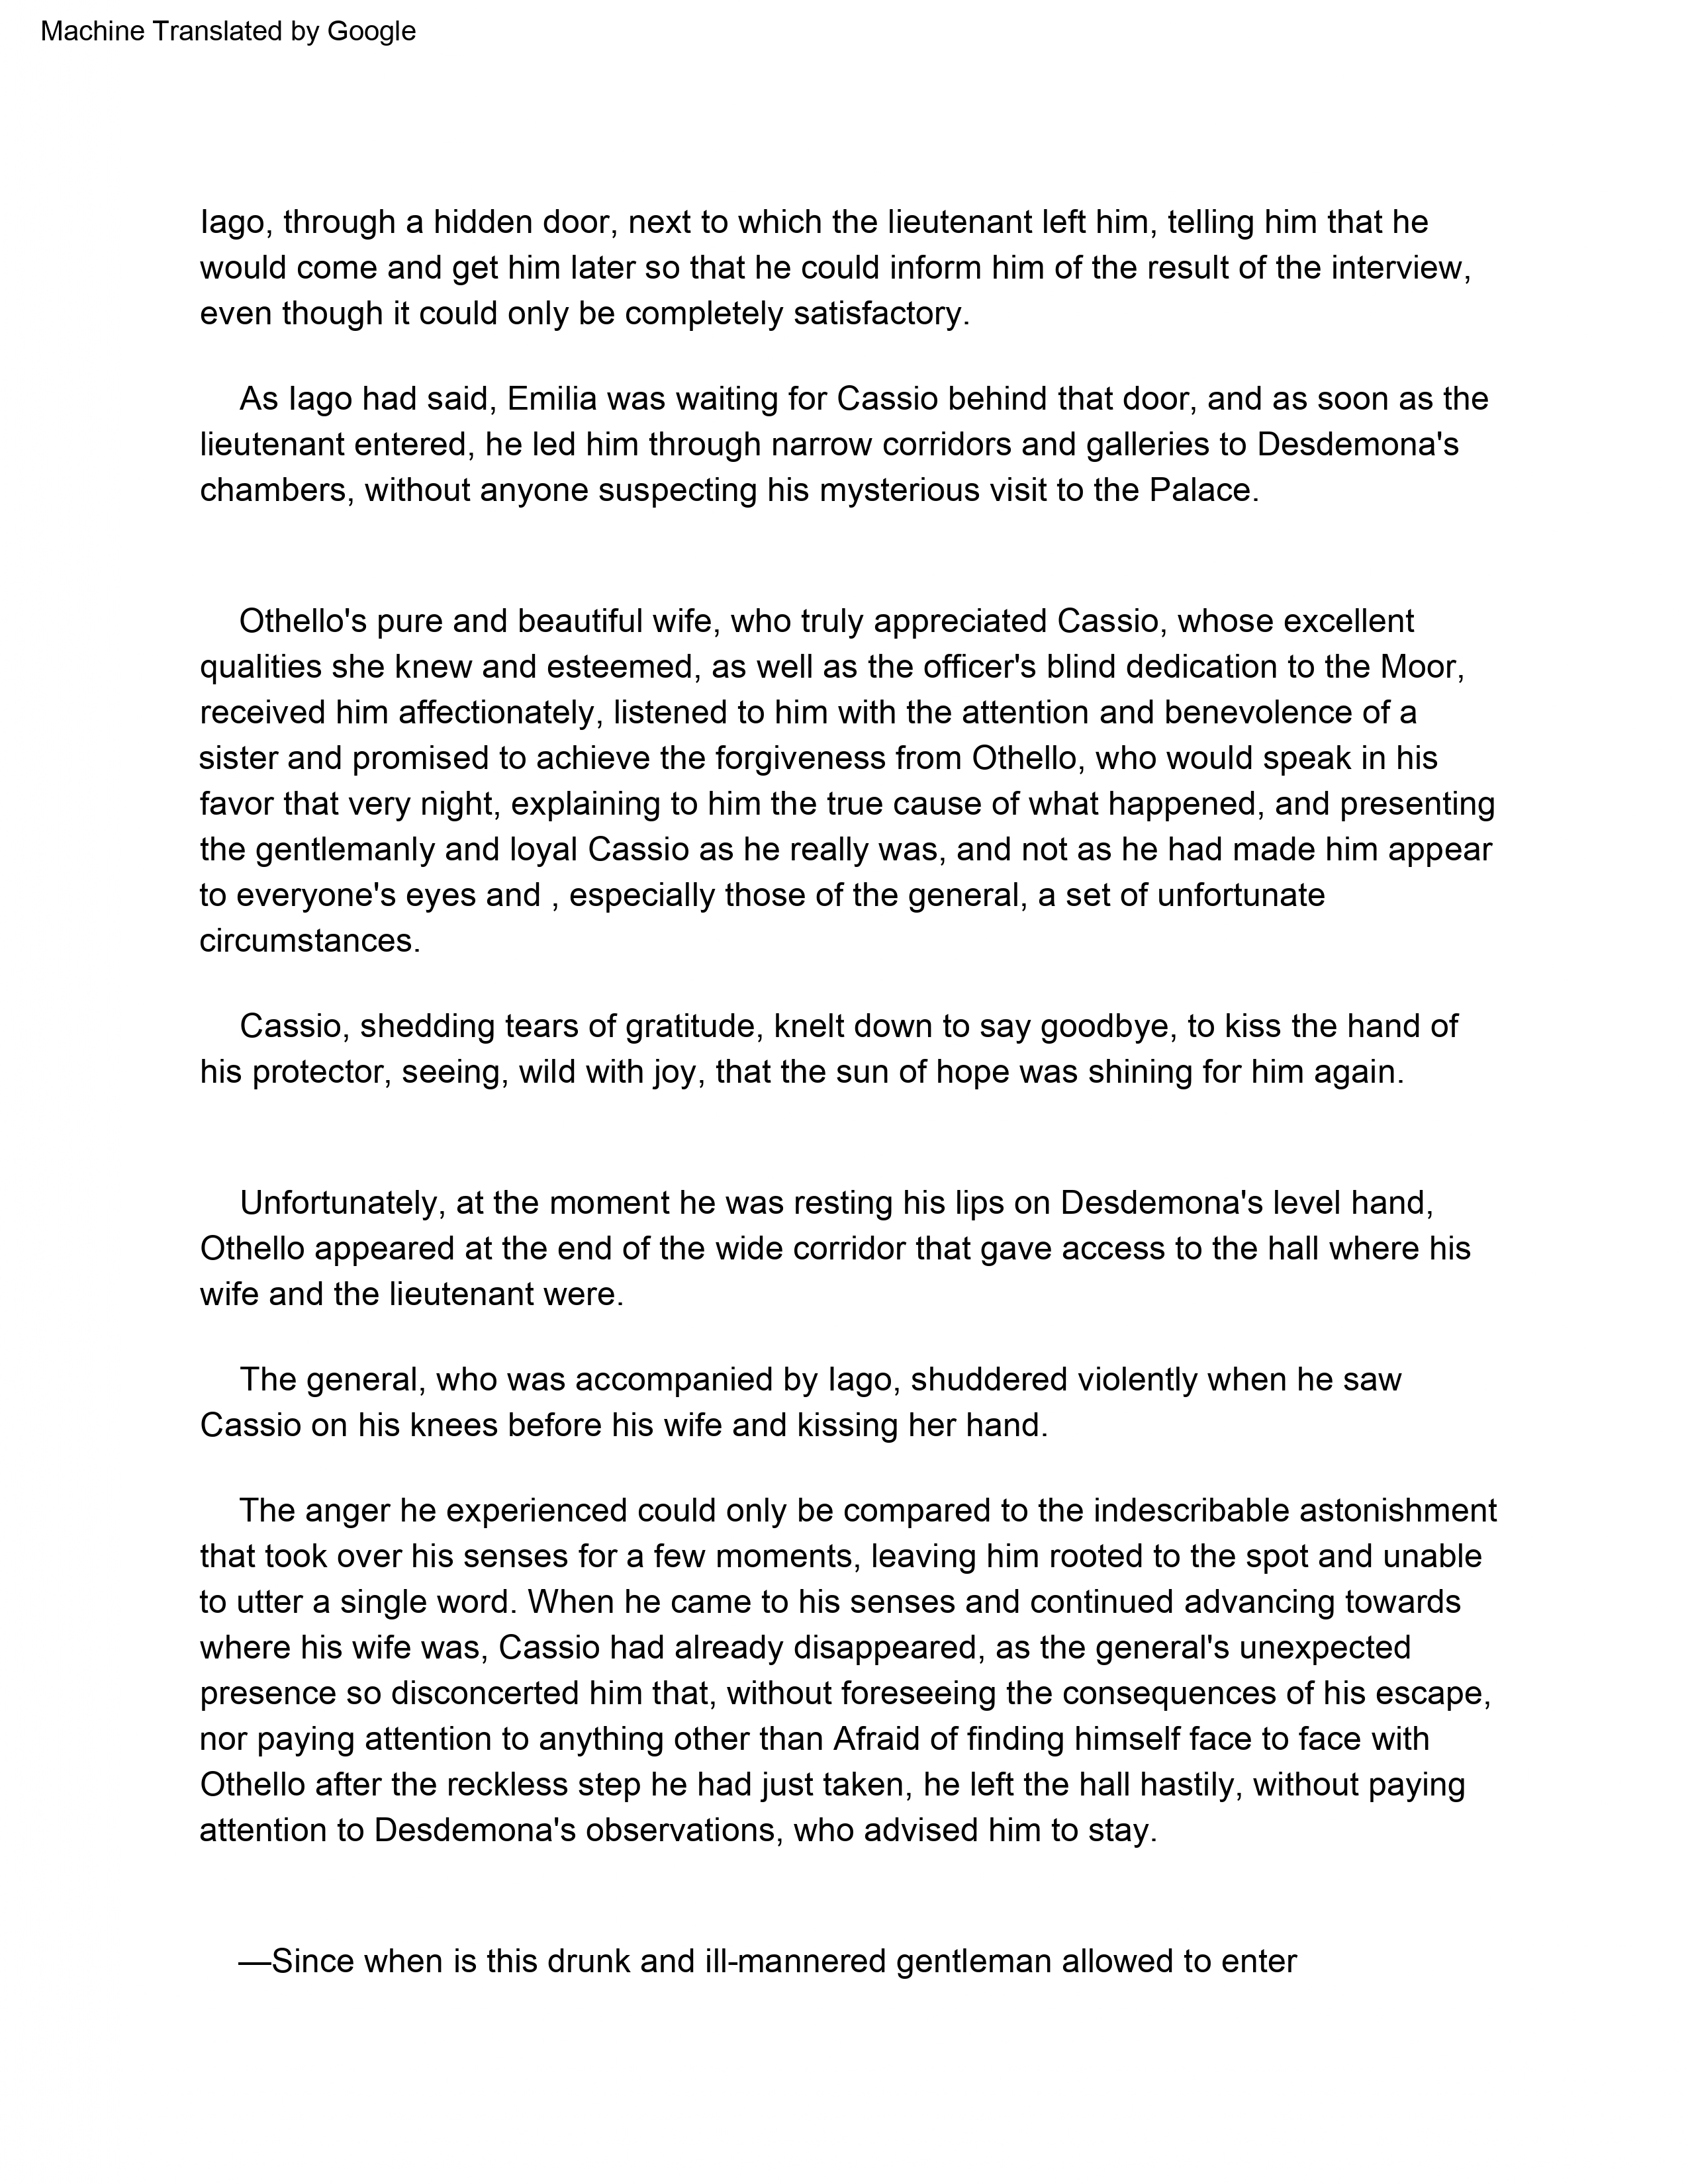 Machine Translated by Google
Iago, through a hidden door, next to which the lieutenant left him, telling him that he
would come and get him later so that he could inform him of the result of the interview,
even though it could only be completely satisfactory.
As Iago had said, Emilia was waiting for Cassio behind that door, and as soon as the
lieutenant entered, he led him through narrow corridors and galleries to Desdemona's
chambers, without anyone suspecting his mysterious visit to the Palace.
Othello's pure and beautiful wife, who truly appreciated Cassio, whose excellent
qualities she knew and esteemed, as well as the officer's blind dedication to the Moor,
received him affectionately, listened to him with the attention and benevolence of a
sister and promised to achieve the forgiveness from Othello, who would speak in his
favor that very night, explaining to him the true cause of what happened, and presenting
the gentlemanly and loyal Cassio as he really was, and not as he had made him appear
to everyone's eyes and , especially those of the general, a set of unfortunate
circumstances.
Cassio, shedding tears of gratitude, knelt down to say goodbye, to kiss the hand of
his protector, seeing, wild with joy, that the sun of hope was shining for him again.
Unfortunately, at the moment he was resting his lips on Desdemona's level hand,
Othello appeared at the end of the wide corridor that gave access to the hall where his
wife and the lieutenant were.
The general, who was accompanied by Iago, shuddered violently when he saw
Cassio on his knees before his wife and kissing her hand.
The anger he experienced could only be compared to the indescribable astonishment
that took over his senses for a few moments, leaving him rooted to the spot and unable
to utter a single word. When he came to his senses and continued advancing towards
where his wife was, Cassio had already disappeared, as the general's unexpected
presence so disconcerted him that, without foreseeing the consequences of his escape,
nor paying attention to anything other than Afraid of finding himself face to face with
Othello after the reckless step he had just taken, he left the hall hastily, without paying
attention to Desdemona's observations, who advised him to stay.
—Since when is this drunk and ill-mannered gentleman allowed to enter